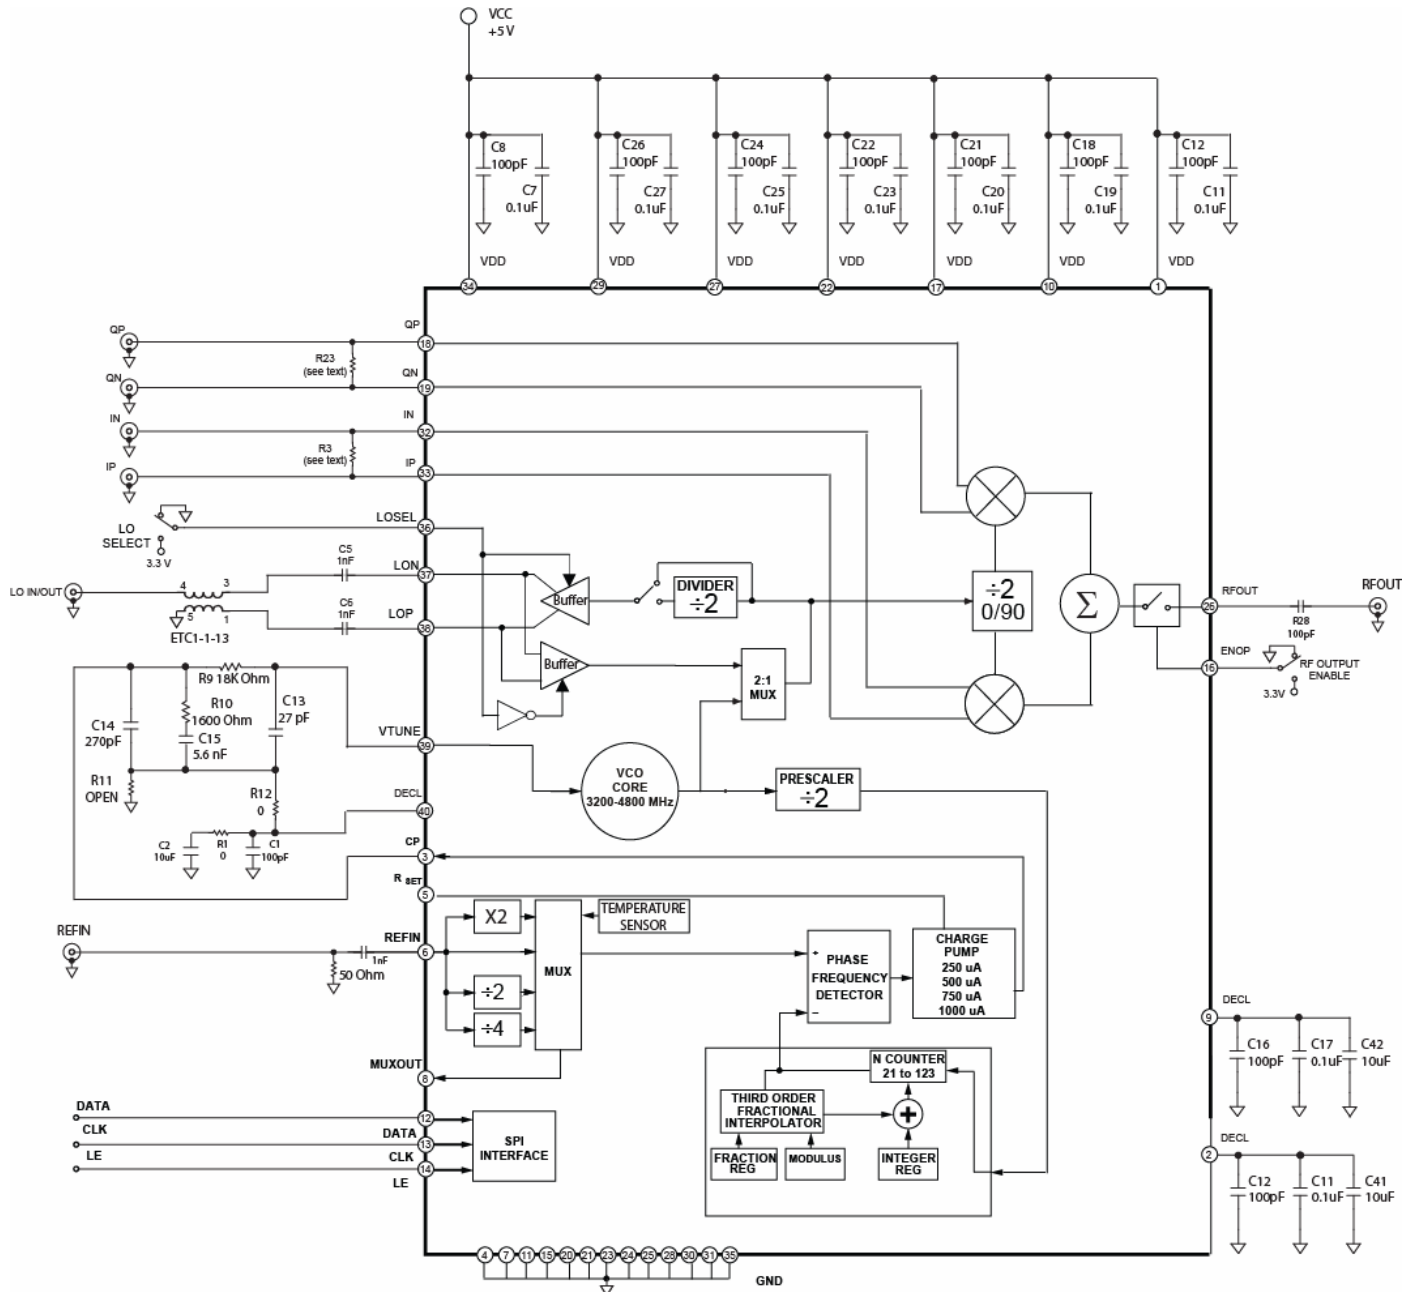 VCC
+5 V
C8
100pF
C7
0.1uF
C26
100pF
C27
0.1uF
C24
100pF
C25
0.1uF
C22
100pF
C23
0.1uF
C21
100pF
C20
0.1uF
C18
100pF
C19
0.1uF
C12
100pF
C11
0.1uF
VDD
VDD
VDD
VDD
VDD
VDD
VDD
34
29
27
22
17
10
1
QP
QP
18
R23
(see text)
QN
QN
19
IN
IN
32
R3
(see text)
IP
IP
33
LO
SELECT
3.3 V
LOSEL
36
LO IN/OUT
4
3
5
1
ETC1-1-13
C5
1nF
LON
37
C6
1nF
LOP
38
Buffer
DIVIDER
÷2
Buffer
2:1
MUX
÷2
0/90
Σ
RFOUT
26
R28
100pF
RFOUT
ENOP
16
RF OUTPUT
ENABLE
3.3V
R9 18K Ohm
R10
1600 Ohm
C13
27 pF
C14
270pF
C15
5.6 nF
R11
OPEN
R12
0
C2
10uF
R1
0
C1
100pF
VTUNE
39
DECL
40
CP
3
R SET
5
VCO
CORE
3200-4800 MHz
PRESCALER
÷2
REFIN
50 Ohm
1nF
REFIN
6
X2
÷2
÷4
MUX
TEMPERATURE
SENSOR
+
PHASE
FREQUENCY
DETECTOR
–
CHARGE
PUMP
250 uA
500 uA
750 uA
1000 uA
MUXOUT
8
N COUNTER
21 to 123
THIRD ORDER
FRACTIONAL
INTERPOLATOR
+
FRACTION
REG
MODULUS
INTEGER
REG
DATA
12
CLK
DATA
13
LE
CLK
14
LE
SPI
INTERFACE
DECL
9
C16
100pF
C17
0.1uF
C42
10uF
DECL
2
C12
100pF
C11
0.1uF
C41
10uF
4 7 11 15 20 21 23 24 25 28 30 31 35
GND